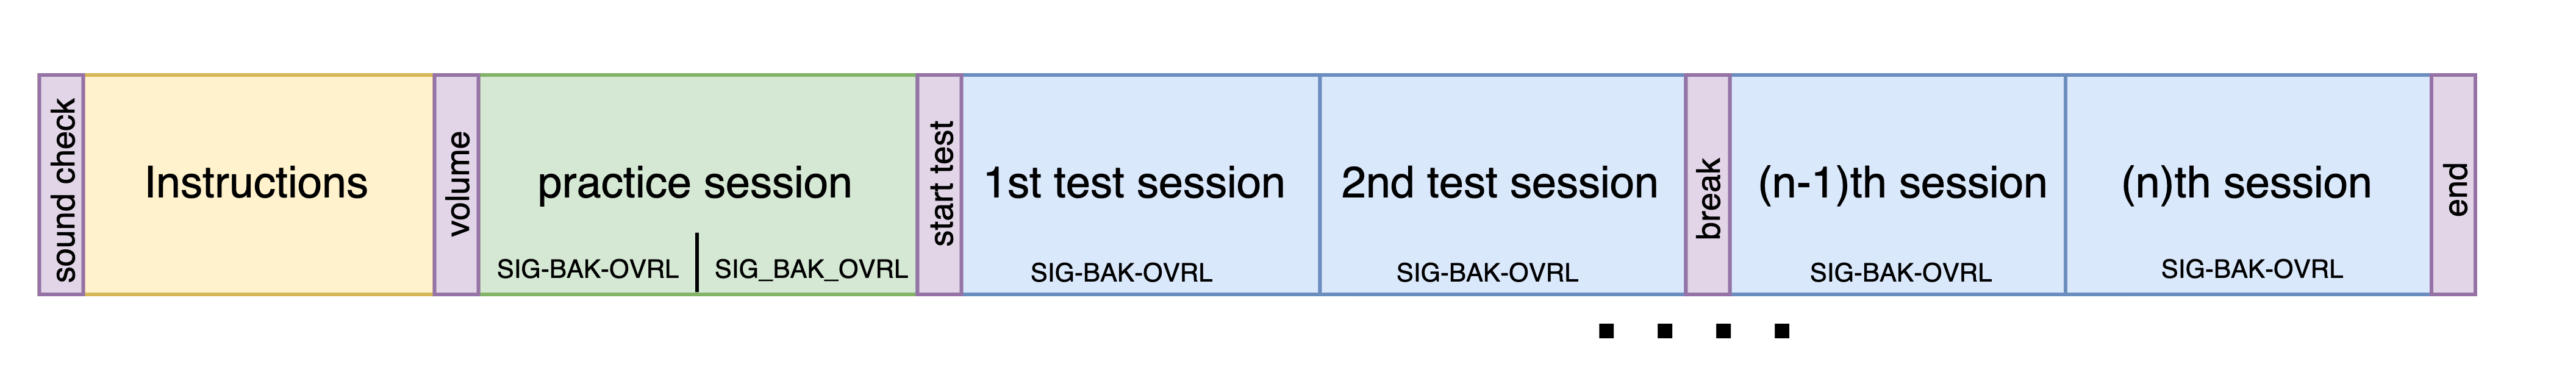 sound check
Instructions
volume
practice session
SIG-BAK-OVRL
SIG_BAK_OVRL
start test
1st test session
SIG-BAK-OVRL
2nd test session
SIG-BAK-OVRL
break
(n-1)th session
SIG-BAK-OVRL
(n)th session
SIG-BAK-OVRL
end